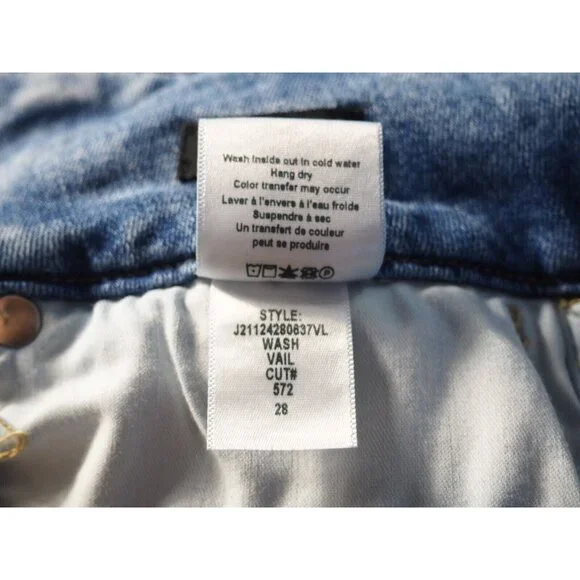 Wash inside out in cold water
Hang dry
Color transfer may occur
Laver à l'envers à l'eau froide
Suspendre à sec
Un transfert de couleur
peut se produire
STYLE:
J21124280637VL
WASH
VAIL
CUT#
572
28